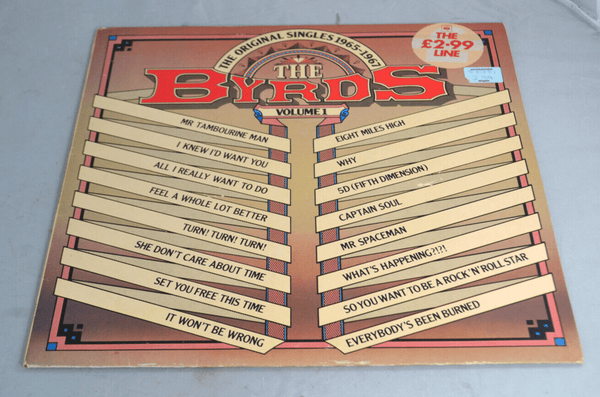 THE ORIGINAL SINGLES 1965-1967
THE
BYRDS
VOLUME 1
THE
£2·99
LINE
MR TAMBOURINE MAN
I KNEW I'D WANT YOU
ALL I REALLY WANT TO DO
FEEL A WHOLE LOT BETTER
TURN! TURN! TURN!
SHE DON'T CARE ABOUT TIME
SET YOU FREE THIS TIME
IT WON'T BE WRONG
EIGHT MILES HIGH
WHY
5D (FIFTH DIMENSION)
CAPTAIN SOUL
MR SPACEMAN
WHAT'S HAPPENING?!?!
SO YOU WANT TO BE A ROCK 'N' ROLL STAR
EVERYBODY'S BEEN BURNED